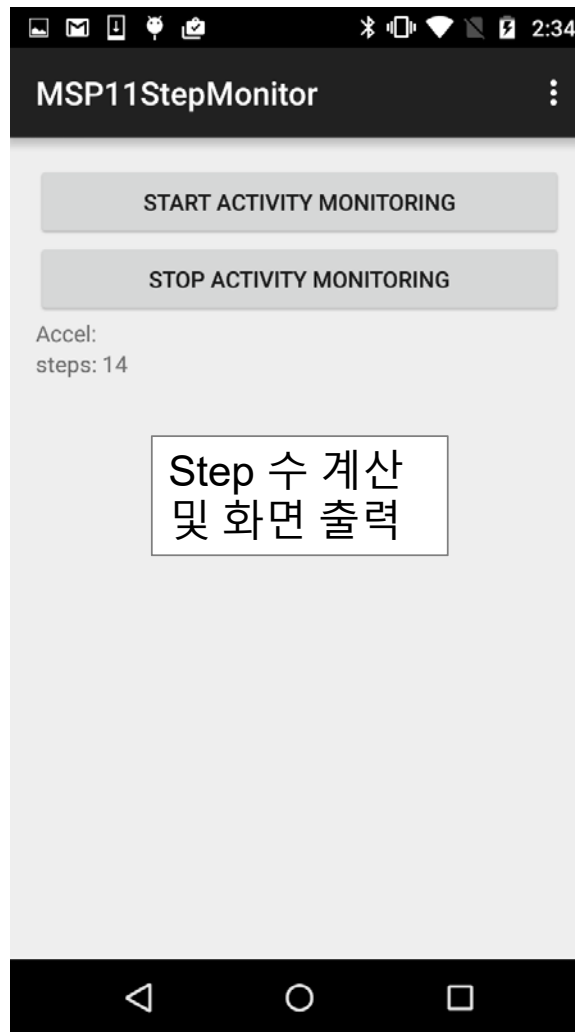 2:34
MSP11StepMonitor
START ACTIVITY MONITORING
STOP ACTIVITY MONITORING
Accel:
steps: 14
Step 수 계산
및 화면 출력